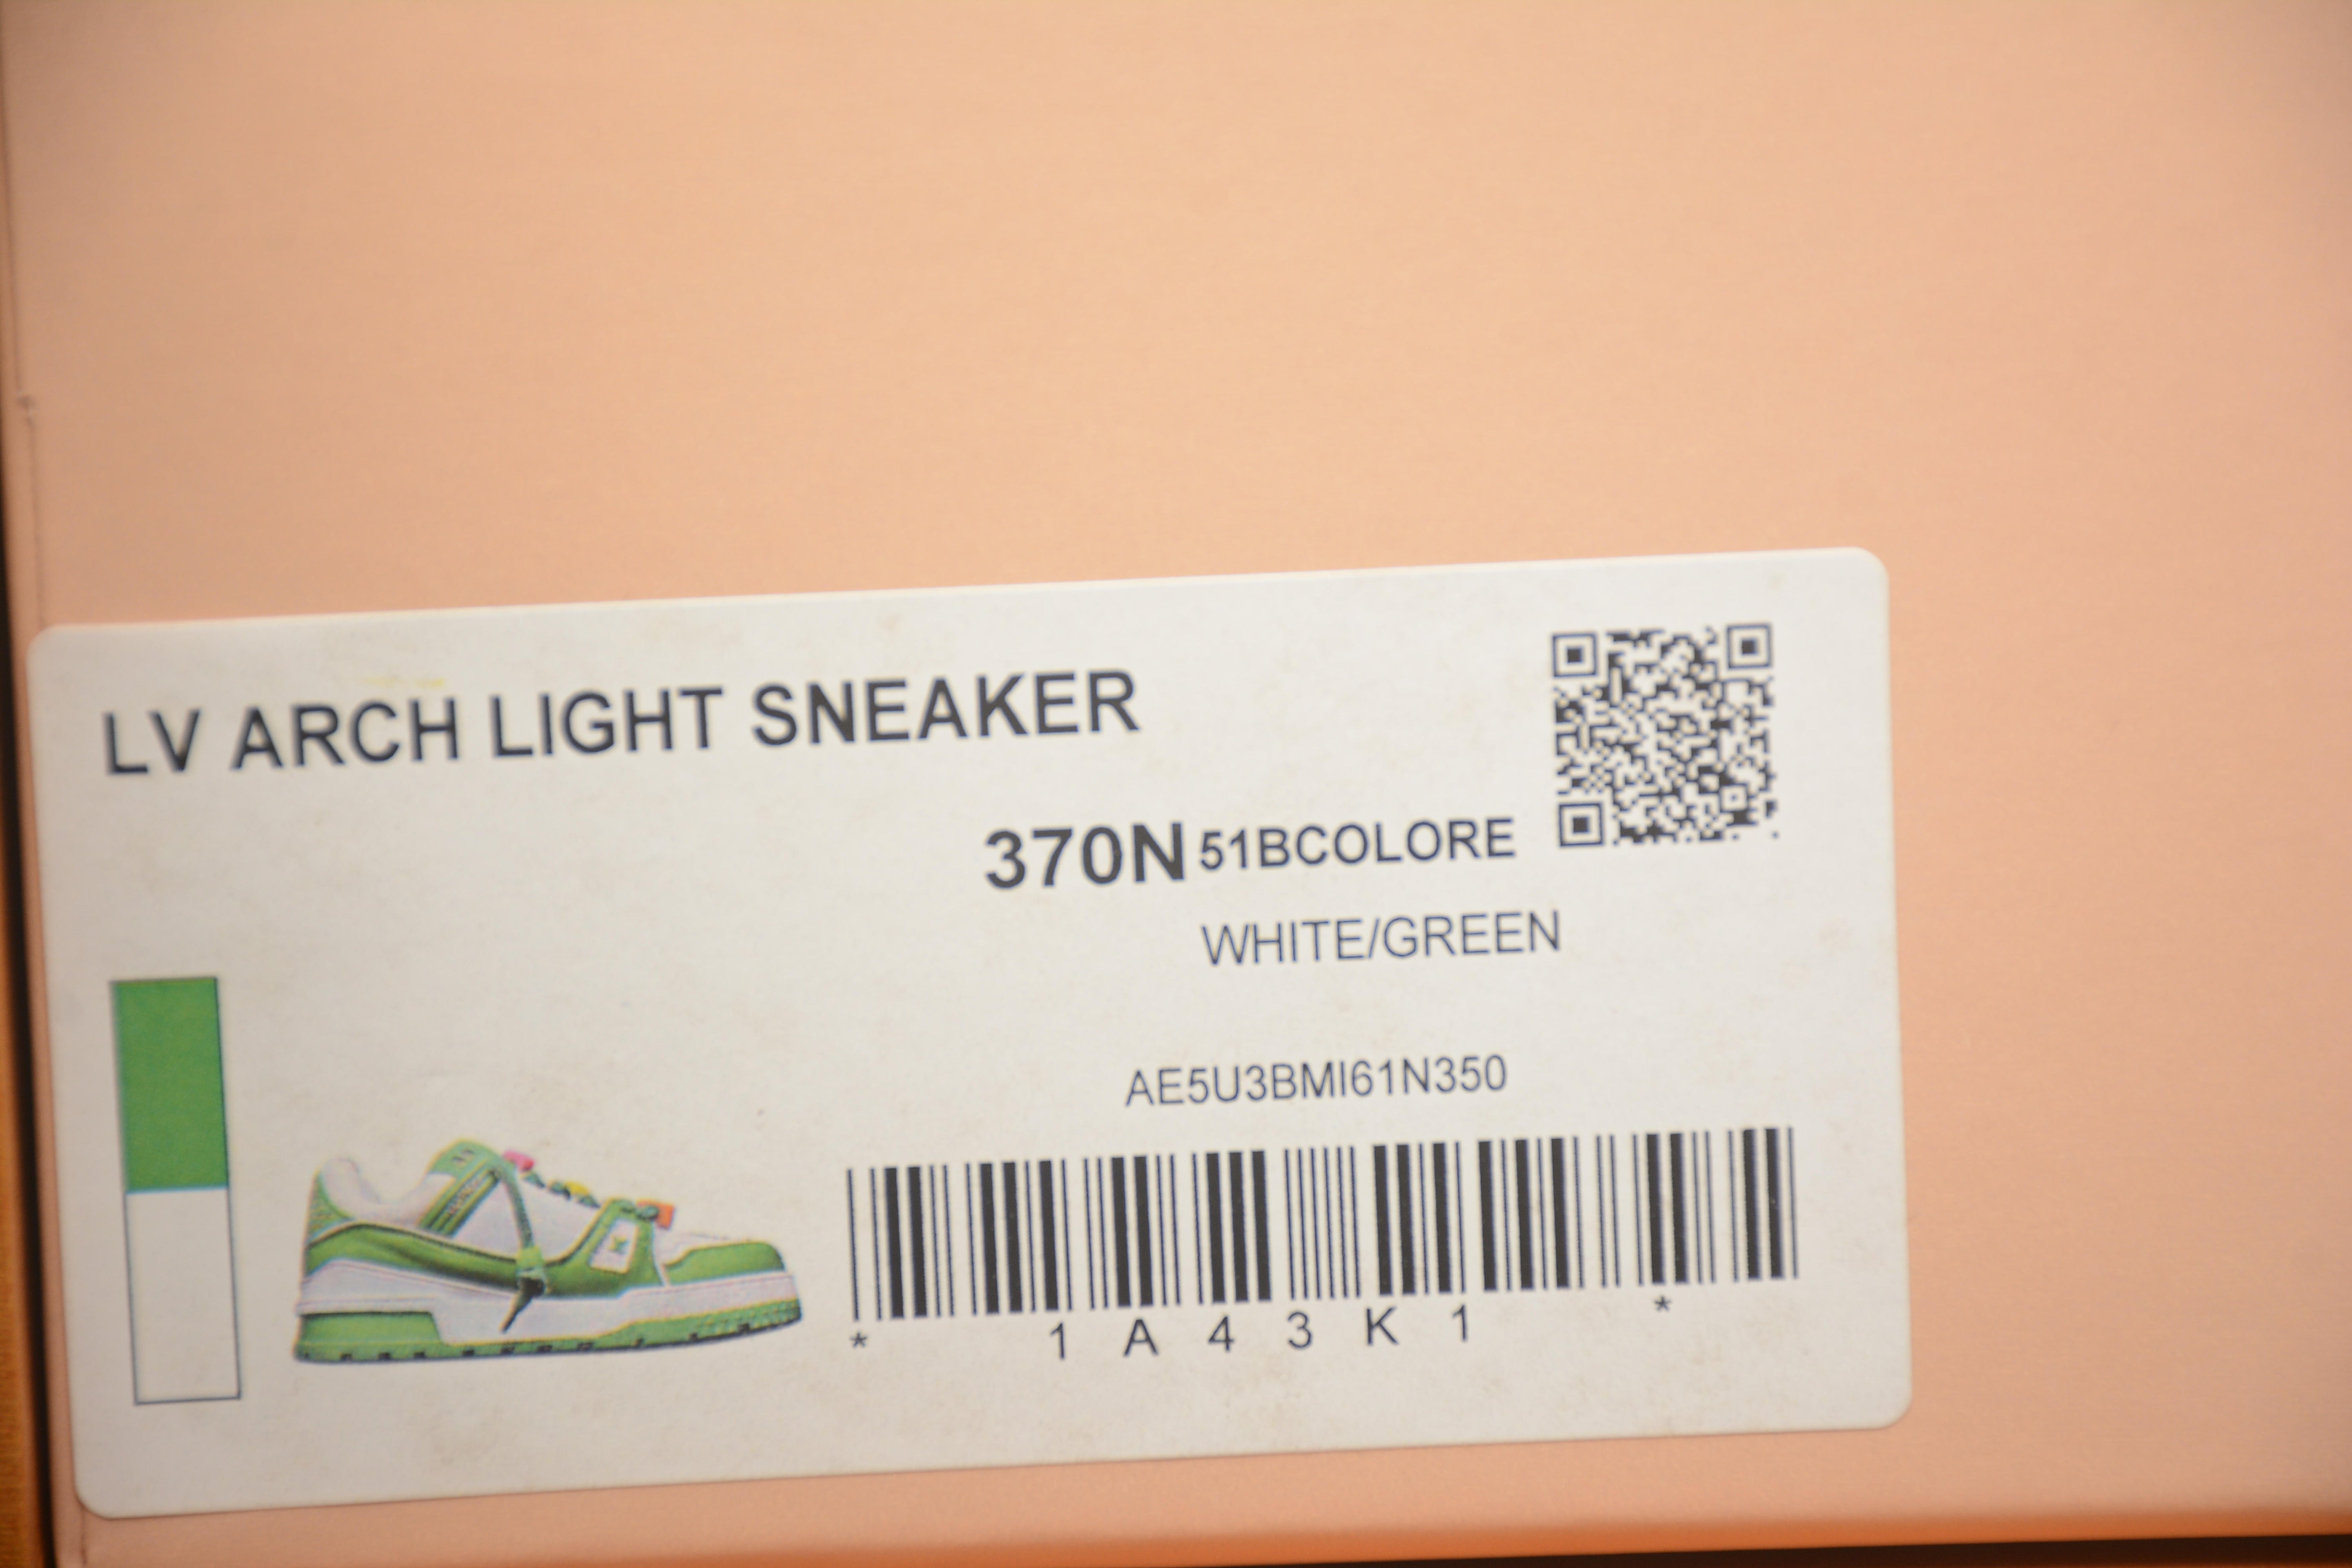 LV ARCH LIGHT SNEAKER
370N 51BCOLORE
WHITE/GREEN
AE5U3BMI61N350
* 1 A 4 3 K 1 *